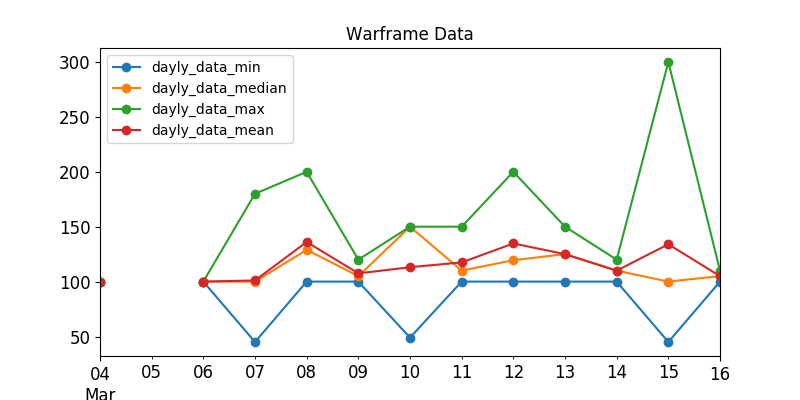 Warframe Data
dayly_data_min
dayly_data_median
dayly_data_max
dayly_data_mean
300
250
200
150
100
50
04 05 06 07 08 09 10 11 12 13 14 15 16
Mar